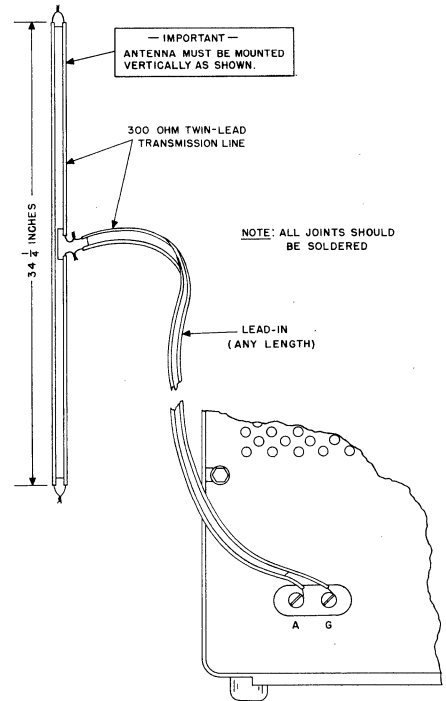 — IMPORTANT —
ANTENNA MUST BE MOUNTED
VERTICALLY AS SHOWN.
300 OHM TWIN-LEAD
TRANSMISSION LINE
34 1/4 INCHES
NOTE: ALL JOINTS SHOULD
BE SOLDERED
LEAD-IN
(ANY LENGTH)
A G